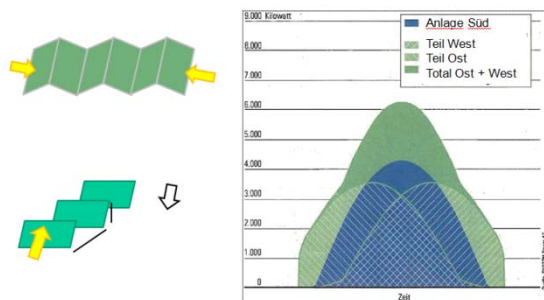 9.000 Kilowatt
8.000
7.000
6.000
5.000
4.000
3.000
2.000
1.000
0
Anlage Süd
Teil West
Teil Ost
Total Ost + West
Zeit